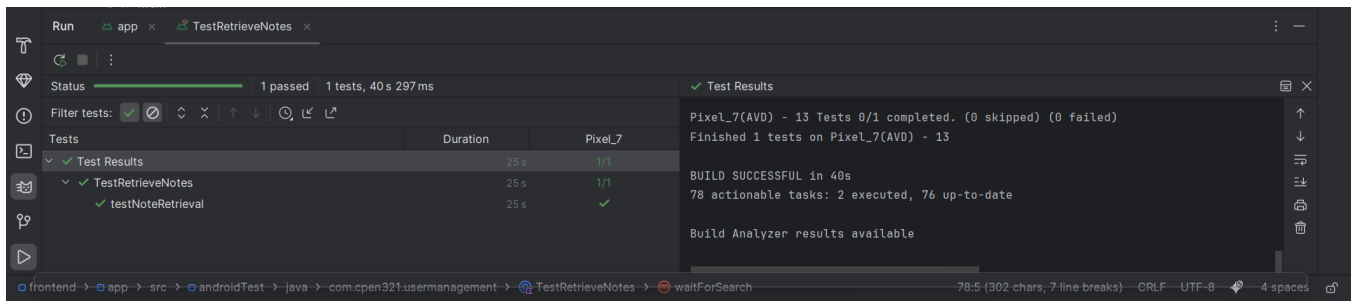 Run app × TestRetrieveNotes ×
Status 1 passed 1 tests, 40 s 297 ms
Filter tests:
Tests Duration Pixel_7
Test Results 25 s 1/1
TestRetrieveNotes 25 s 1/1
testNoteRetrieval 25 s
Test Results
Pixel_7(AVD) - 13 Tests 0/1 completed. (0 skipped) (0 failed)
Finished 1 tests on Pixel_7(AVD) - 13
BUILD SUCCESSFUL in 40s
78 actionable tasks: 2 executed, 76 up-to-date
Build Analyzer results available
frontend > app > src > androidTest > java > com.cpen321.usermanagement > TestRetrieveNotes > waitForSearch 78:5 (302 chars, 7 line breaks) CRLF UTF-8 4 spaces